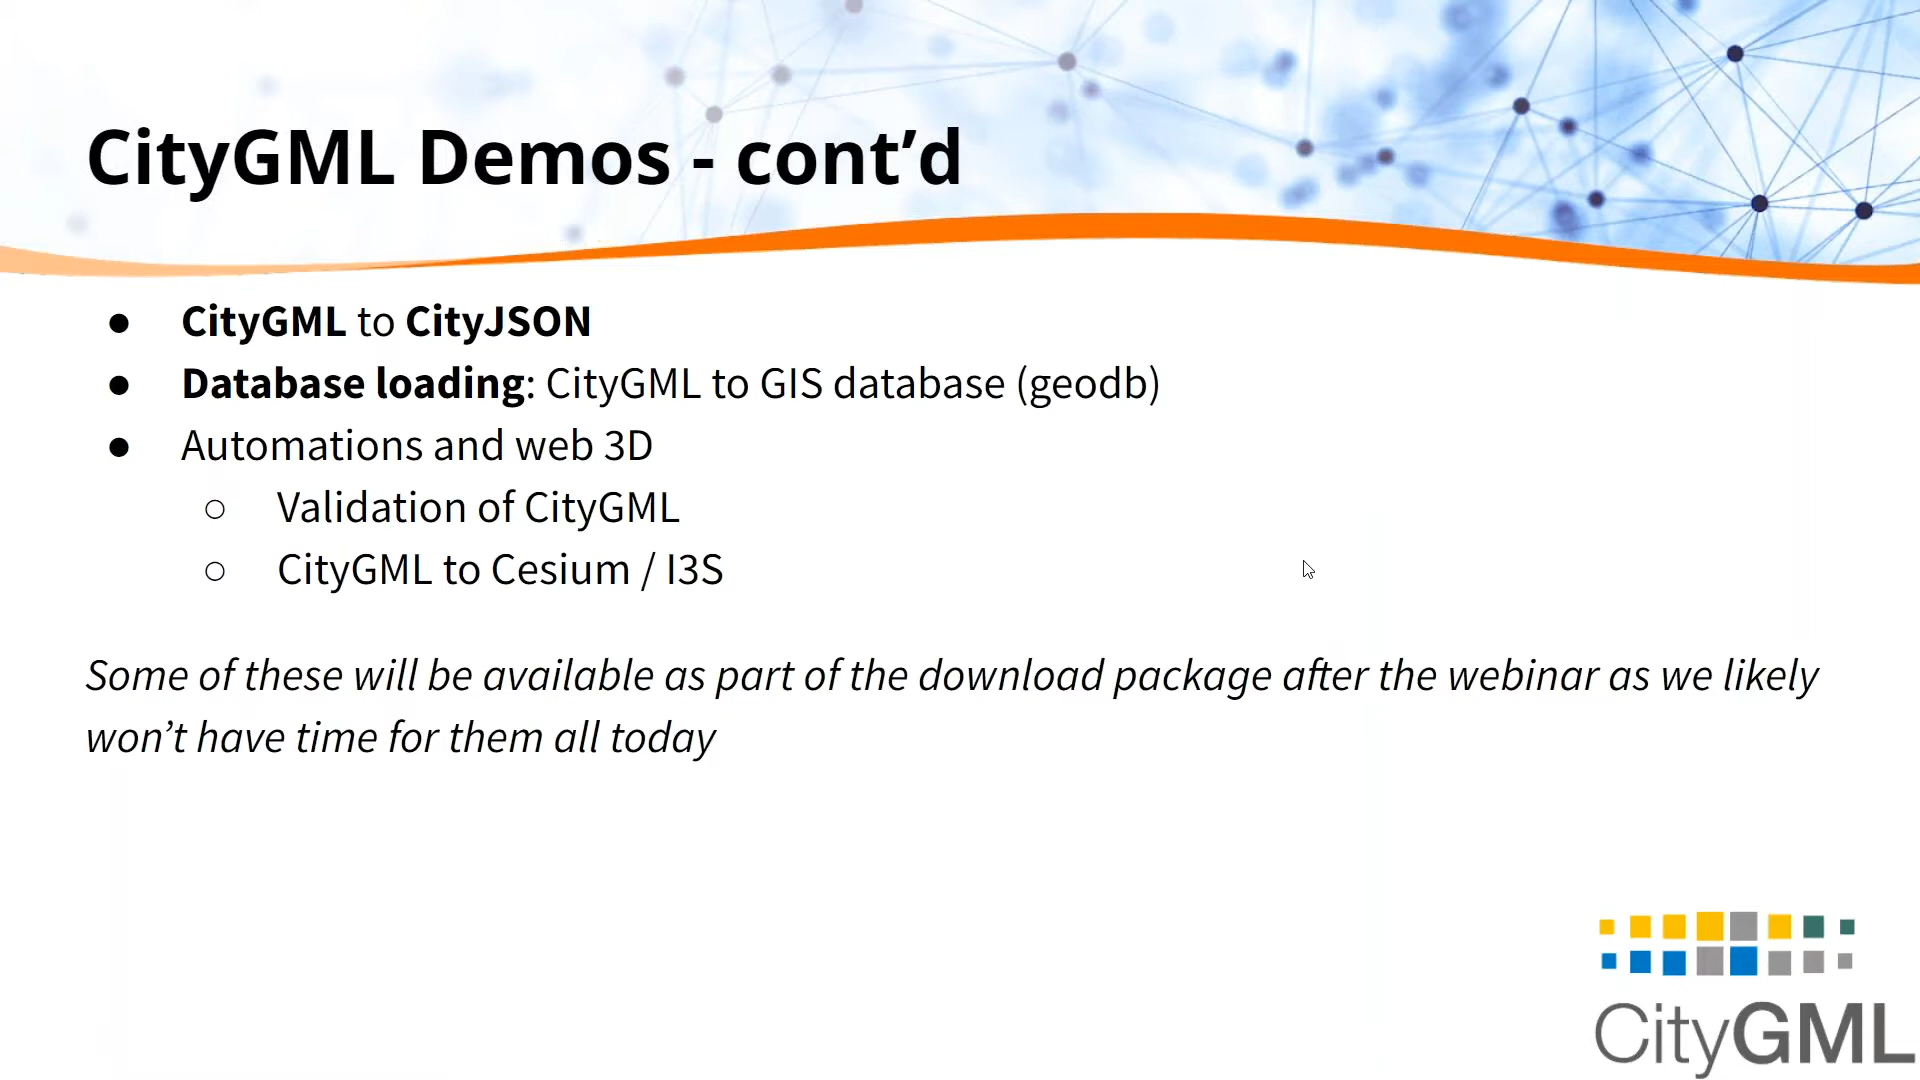 CityGML Demos - cont’d
● CityGML to CityJSON
● Database loading: CityGML to GIS database (geodb)
● Automations and web 3D
○ Validation of CityGML
○ CityGML to Cesium / I3S
Some of these will be available as part of the download package after the webinar as we likely
won’t have time for them all today
CityGML